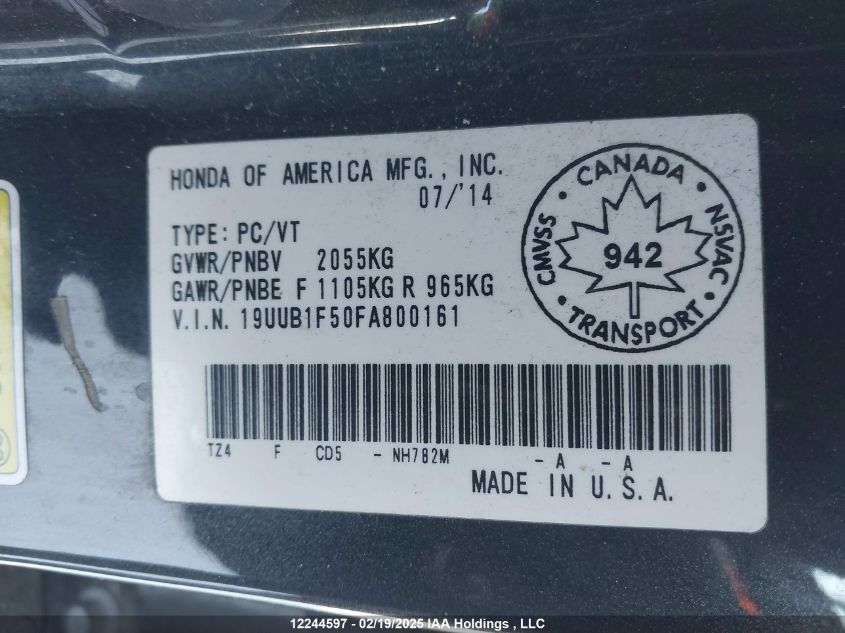 HONDA OF AMERICA MFG., INC.
07/'14
TYPE: PC/VT
GVWR/PNBV 2055KG
GAWR/PNBE F 1105KG R 965KG
V.I.N. 19UUB1F50FA800161
CANADA
CMVSS
942
NSVAC
TRANSPORT
TZ4 F CD5 - NH782M - A - A
MADE IN U.S.A.
12244597 - 02/19/2025 IAA Holdings , LLC